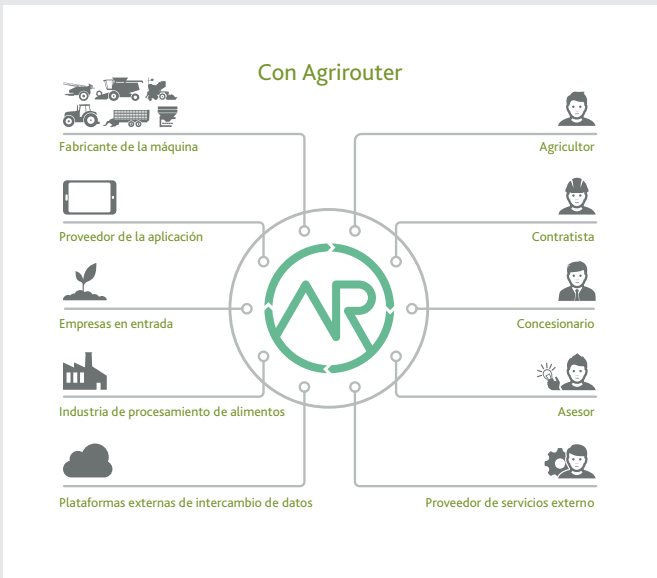 Con Agrirouter
Fabricante de la máquina
Agricultor
Proveedor de la aplicación
Contratista
AR
Empresas en entrada
Concesionario
Industria de procesamiento de alimentos
Asesor
Plataformas externas de intercambio de datos
Proveedor de servicios externo